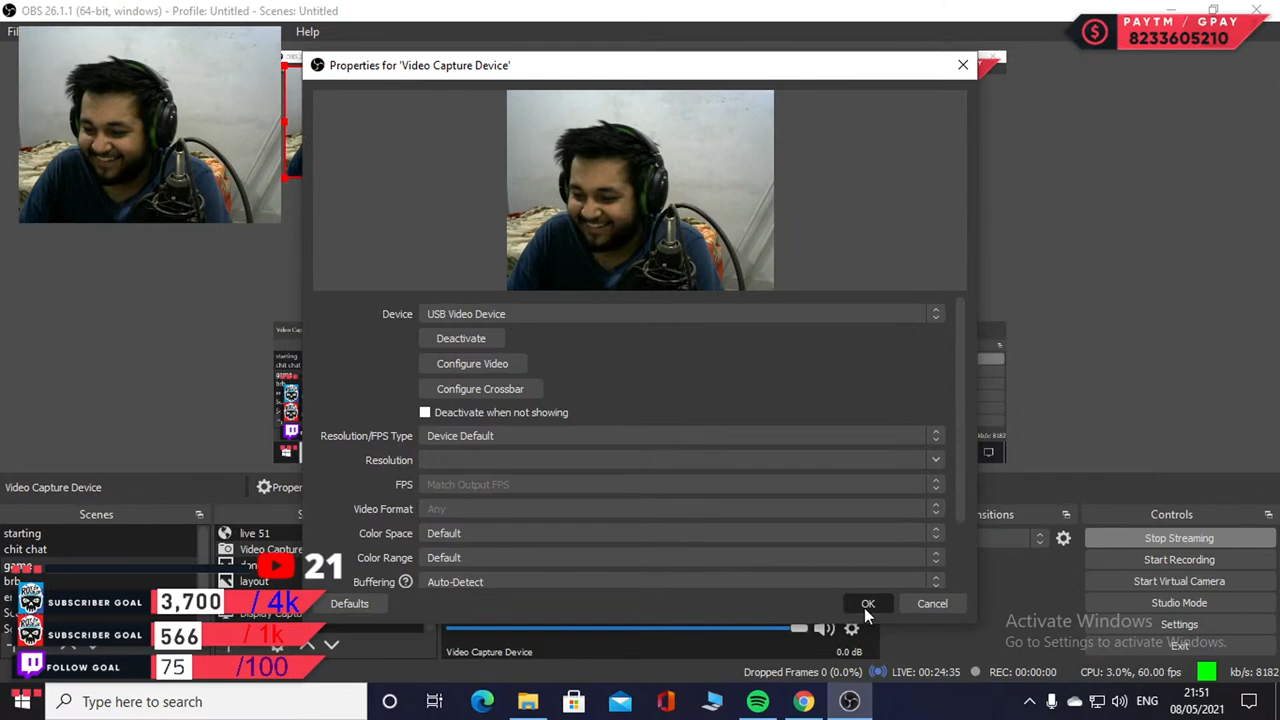 OBS 26.1.1 (64-bit, windows) - Profile: Untitled - Scenes: Untitled
Help
PAYTM / GPAY
8233605210
Properties for 'Video Capture Device'
Device
USB Video Device
Deactivate
Configure Video
Configure Crossbar
Deactivate when not showing
Resolution/FPS Type
Device Default
Resolution
FPS
Match Output FPS
Video Format
Any
Color Space
Default
Color Range
Default
Buffering
Auto-Detect
Defaults
OK
Cancel
starting
chit chat
kb/s: 8182
Video Capture Device
Scenes
starting
chit chat
game
brb
live 51
Video Capture
layout
21
SUBSCRIBER GOAL 3,700 / 4k
SUBSCRIBER GOAL 566 / 1k
FOLLOW GOAL 75 /100
Controls
Stop Streaming
Start Recording
Start Virtual Camera
Studio Mode
Settings
Exit
Activate Windows
Go to Settings to activate Windows.
Video Capture Device
0.0 dB
Dropped Frames 0 (0.0%)
LIVE: 00:24:35
REC: 00:00:00
CPU: 3.0%, 60.00 fps
kb/s: 8182
Type here to search
ENG
21:51
08/05/2021